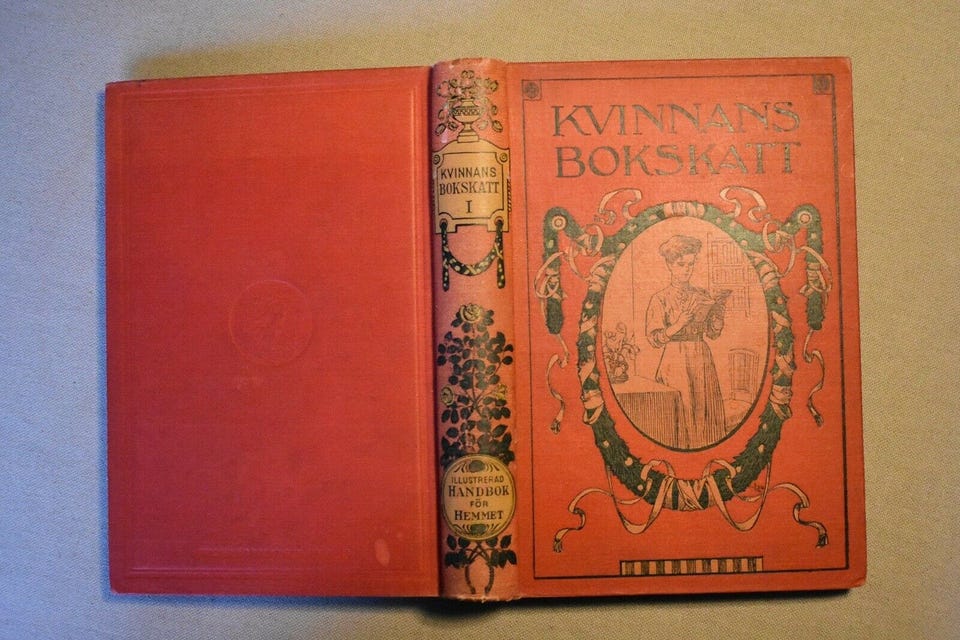 KVINNANS
BOKSKATT
I
ILLUSTRERAD
HANDBOK
FÖR
HEMMET
KVINNANS
BOKSKATT